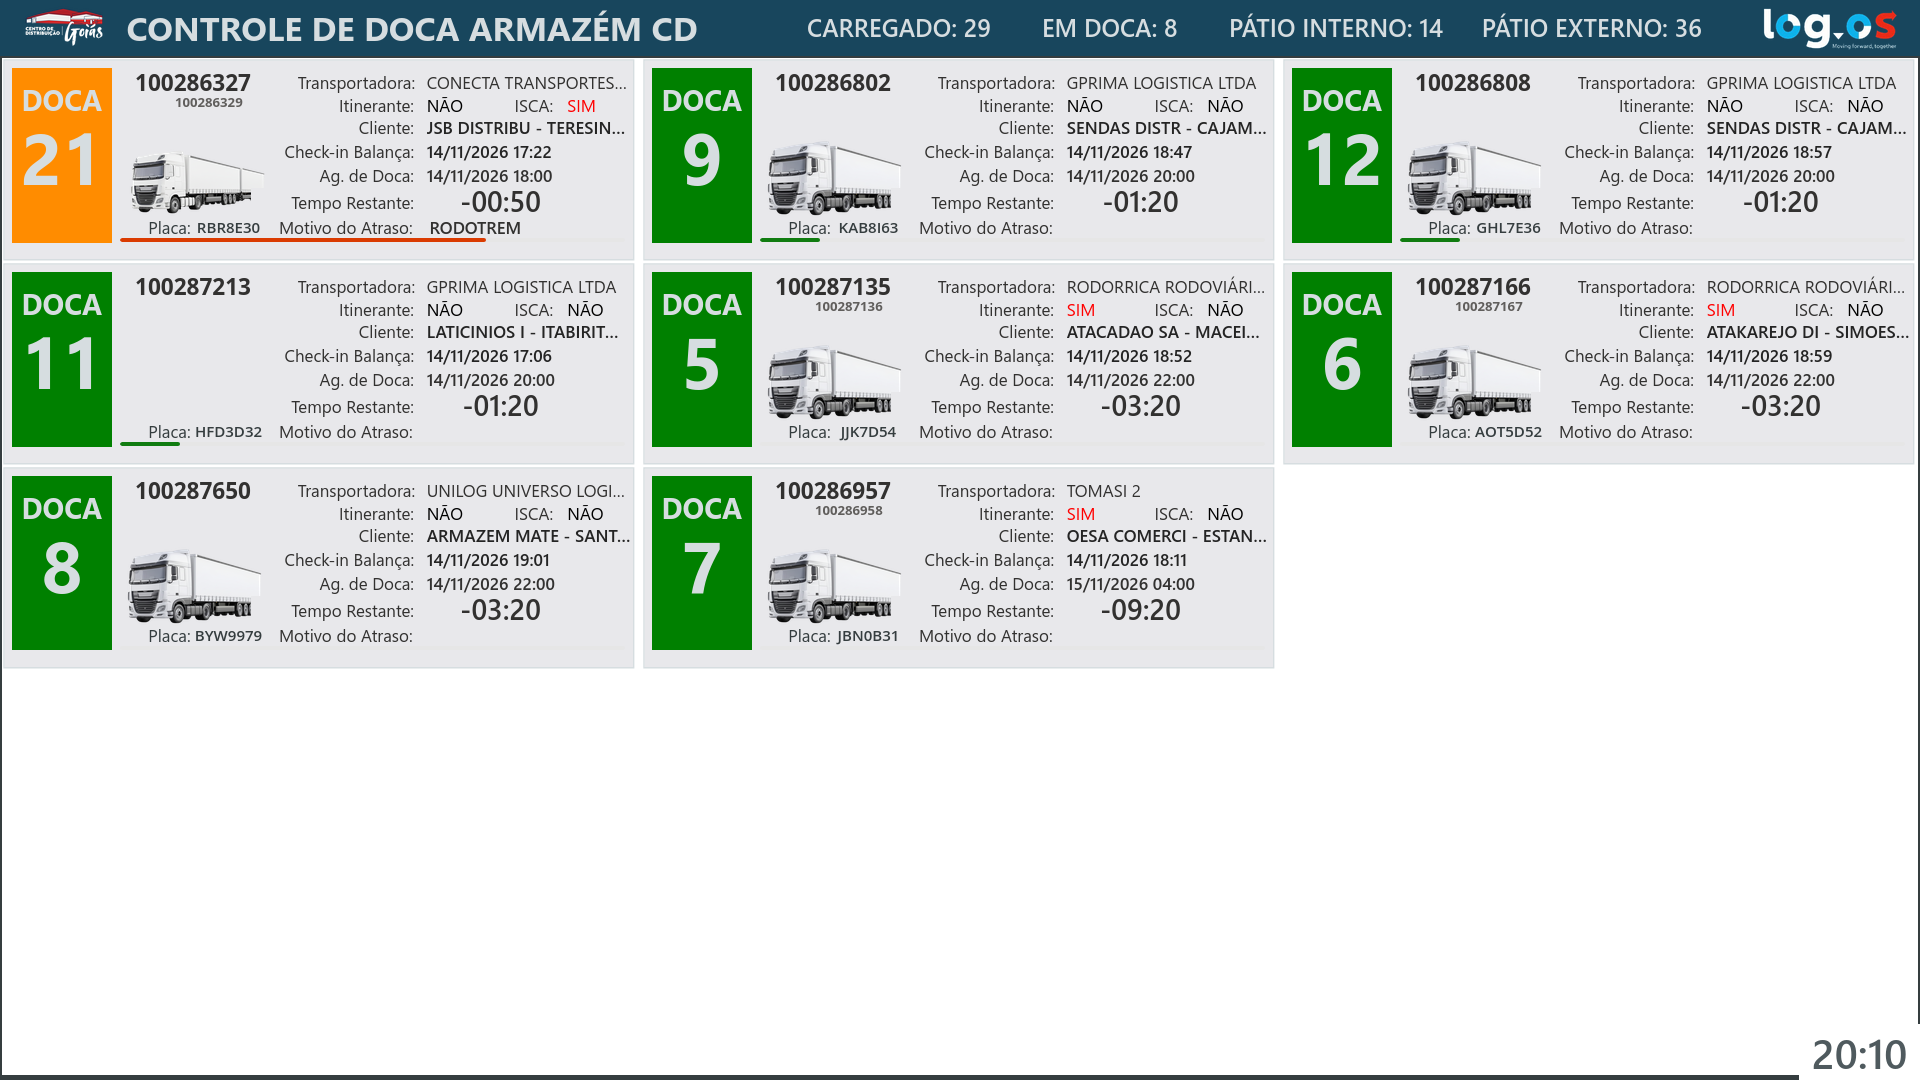 CENTRO DE DISTRIBUIÇÃO Goiás
CONTROLE DE DOCA ARMAZÉM CD
CARREGADO: 29
EM DOCA: 8
PÁTIO INTERNO: 14
PÁTIO EXTERNO: 36
log.os
Moving forward, together
DOCA
21
100286327
100286329
Transportadora: CONECTA TRANSPORTES...
Itinerante: NÃO ISCA: SIM
Cliente: JSB DISTRIBU - TERESIN...
Check-in Balança: 14/11/2026 17:22
Ag. de Doca: 14/11/2026 18:00
Tempo Restante: -00:50
Placa: RBR8E30 Motivo do Atraso: RODOTREM
DOCA
9
100286802
Transportadora: GPRIMA LOGISTICA LTDA
Itinerante: NÃO ISCA: NÃO
Cliente: SENDAS DISTR - CAJAM...
Check-in Balança: 14/11/2026 18:47
Ag. de Doca: 14/11/2026 20:00
Tempo Restante: -01:20
Placa: KAB8I63 Motivo do Atraso:
DOCA
12
100286808
Transportadora: GPRIMA LOGISTICA LTDA
Itinerante: NÃO ISCA: NÃO
Cliente: SENDAS DISTR - CAJAM...
Check-in Balança: 14/11/2026 18:57
Ag. de Doca: 14/11/2026 20:00
Tempo Restante: -01:20
Placa: GHL7E36 Motivo do Atraso:
DOCA
11
100287213
Transportadora: GPRIMA LOGISTICA LTDA
Itinerante: NÃO ISCA: NÃO
Cliente: LATICINIOS I - ITABIRIT...
Check-in Balança: 14/11/2026 17:06
Ag. de Doca: 14/11/2026 20:00
Tempo Restante: -01:20
Placa: HFD3D32 Motivo do Atraso:
DOCA
5
100287135
100287136
Transportadora: RODORRICA RODOVIÁRI...
Itinerante: SIM ISCA: NÃO
Cliente: ATACADAO SA - MACEI...
Check-in Balança: 14/11/2026 18:52
Ag. de Doca: 14/11/2026 22:00
Tempo Restante: -03:20
Placa: JJK7D54 Motivo do Atraso:
DOCA
6
100287166
100287167
Transportadora: RODORRICA RODOVIÁRI...
Itinerante: SIM ISCA: NÃO
Cliente: ATAKAREJO DI - SIMOES...
Check-in Balança: 14/11/2026 18:59
Ag. de Doca: 14/11/2026 22:00
Tempo Restante: -03:20
Placa: AOT5D52 Motivo do Atraso:
DOCA
8
100287650
Transportadora: UNILOG UNIVERSO LOGI...
Itinerante: NÃO ISCA: NÃO
Cliente: ARMAZEM MATE - SANT...
Check-in Balança: 14/11/2026 19:01
Ag. de Doca: 14/11/2026 22:00
Tempo Restante: -03:20
Placa: BYW9979 Motivo do Atraso:
DOCA
7
100286957
100286958
Transportadora: TOMASI 2
Itinerante: SIM ISCA: NÃO
Cliente: OESA COMERCI - ESTAN...
Check-in Balança: 14/11/2026 18:11
Ag. de Doca: 15/11/2026 04:00
Tempo Restante: -09:20
Placa: JBN0B31 Motivo do Atraso:
20:10